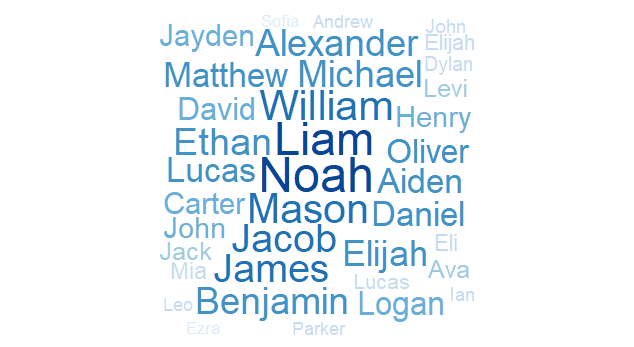 Sofia Andrew John
Jayden Alexander Elijah
Matthew Michael Dylan
David William Levi
Henry
Ethan Liam Oliver
Lucas Noah Aiden
Carter Mason Daniel
John Jacob Eli
Jack Elijah
Mia James Ava
Lucas Ian
Leo Benjamin Logan
Ezra Parker